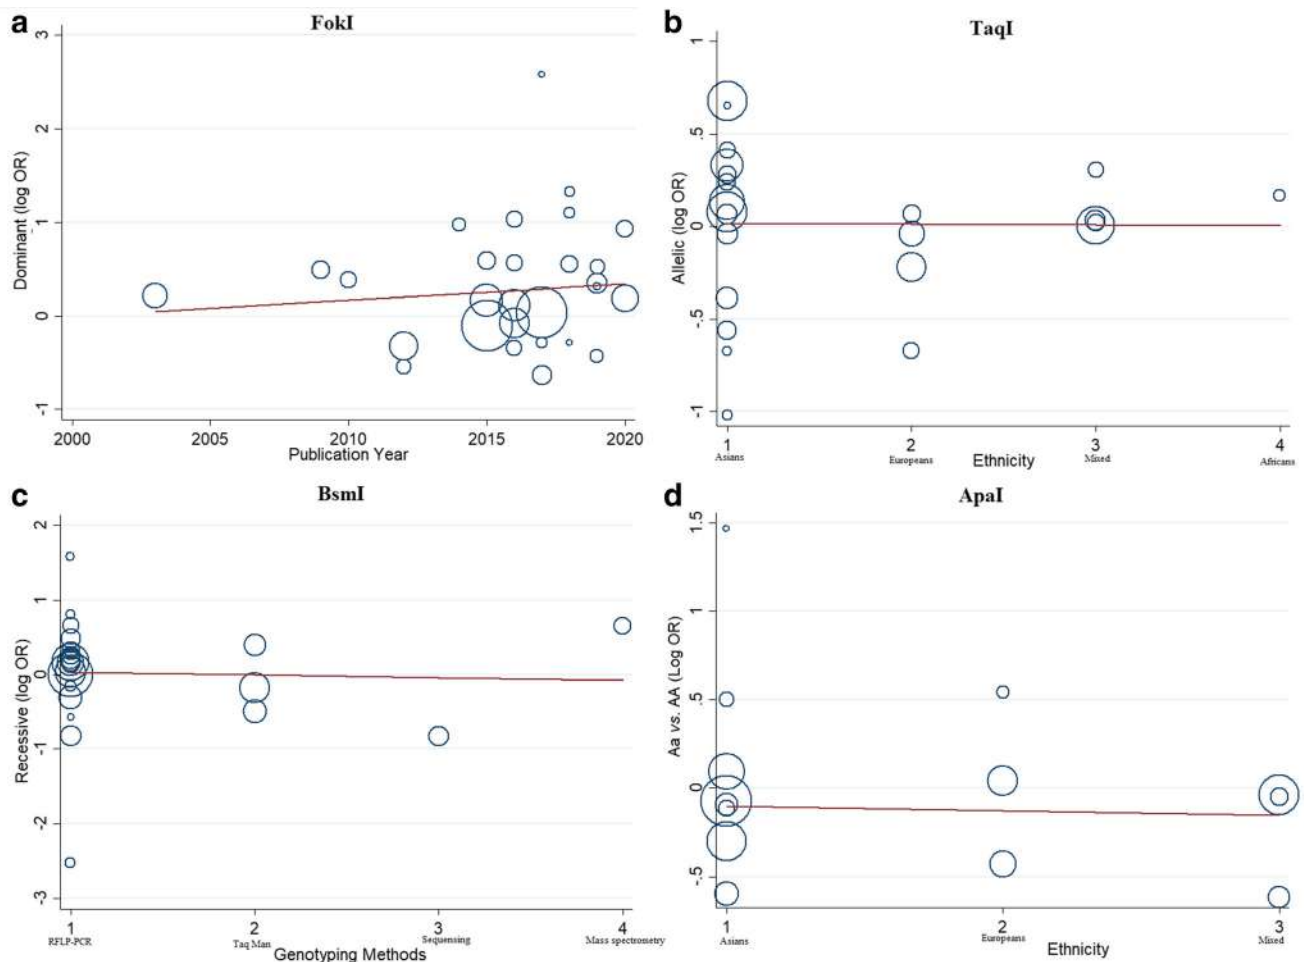 a
FokI
Dominant (log OR)
3
2
1
0
-1
2000 2005 2010 2015 2020
Publication Year
b
TaqI
Allelic (log OR)
1
.5
0
-.5
-1
1 2 3 4
Asians Europeans Mixed Africans
Ethnicity
c
BsmI
Recessive (log OR)
2
1
0
-1
-2
-3
1 2 3 4
RFLP-PCR Taq Man Sequencing Mass spectrometry
Genotyping Methods
d
ApaI
Aa vs. AA (Log OR)
1.5
1
.5
0
-.5
1 2 3
Asians Europeans Mixed
Ethnicity